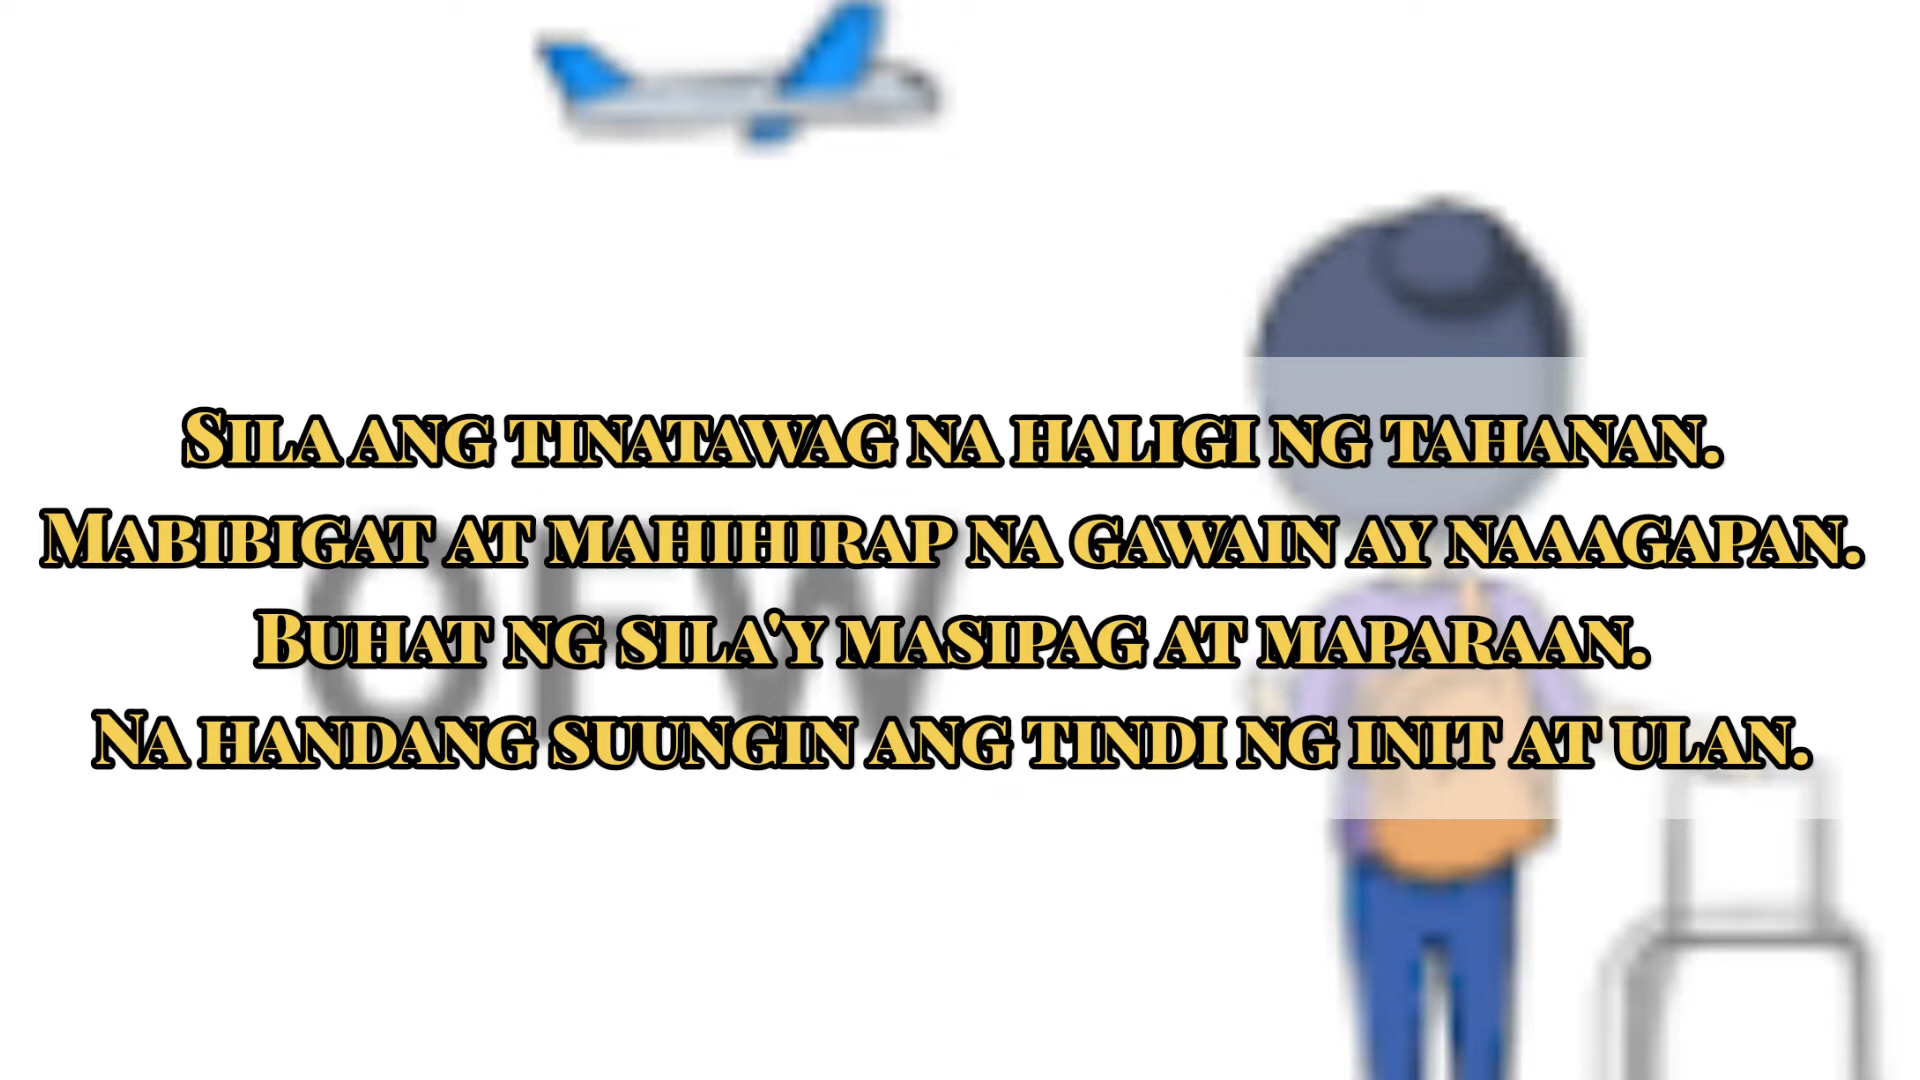 Sila ang tinatawag na haligi ng tahanan.
Mabibigat at mahihirap na gawain ay naaagapan.
Buhat ng sila'y masipag at maparaan.
Na handang suungin ang tindi ng init at ulan.
OFW